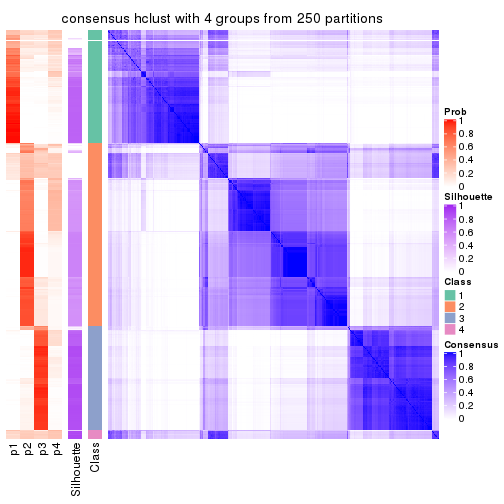 consensus hclust with 4 groups from 250 partitions
Prob
1
0.8
0.6
0.4
0.2
0
Silhouette
1
0.8
0.6
0.4
0.2
0
Class
1
2
3
4
Consensus
1
0.8
0.6
0.4
0.2
0
p1
p2
p3
p4
Silhouette
Class